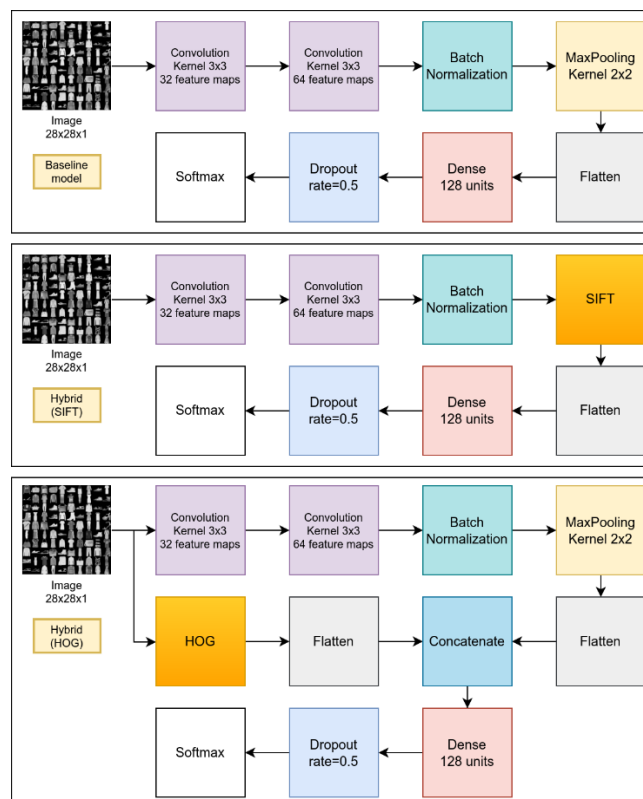 Image
28x28x1
Baseline
model
Convolution
Kernel 3x3
32 feature maps
Convolution
Kernel 3x3
64 feature maps
Batch
Normalization
MaxPooling
Kernel 2x2
Softmax
Dropout
rate=0.5
Dense
128 units
Flatten
Image
28x28x1
Hybrid
(SIFT)
Convolution
Kernel 3x3
32 feature maps
Convolution
Kernel 3x3
64 feature maps
Batch
Normalization
SIFT
Softmax
Dropout
rate=0.5
Dense
128 units
Flatten
Image
28x28x1
Hybrid
(HOG)
Convolution
Kernel 3x3
32 feature maps
Convolution
Kernel 3x3
64 feature maps
Batch
Normalization
MaxPooling
Kernel 2x2
HOG
Flatten
Concatenate
Flatten
Softmax
Dropout
rate=0.5
Dense
128 units